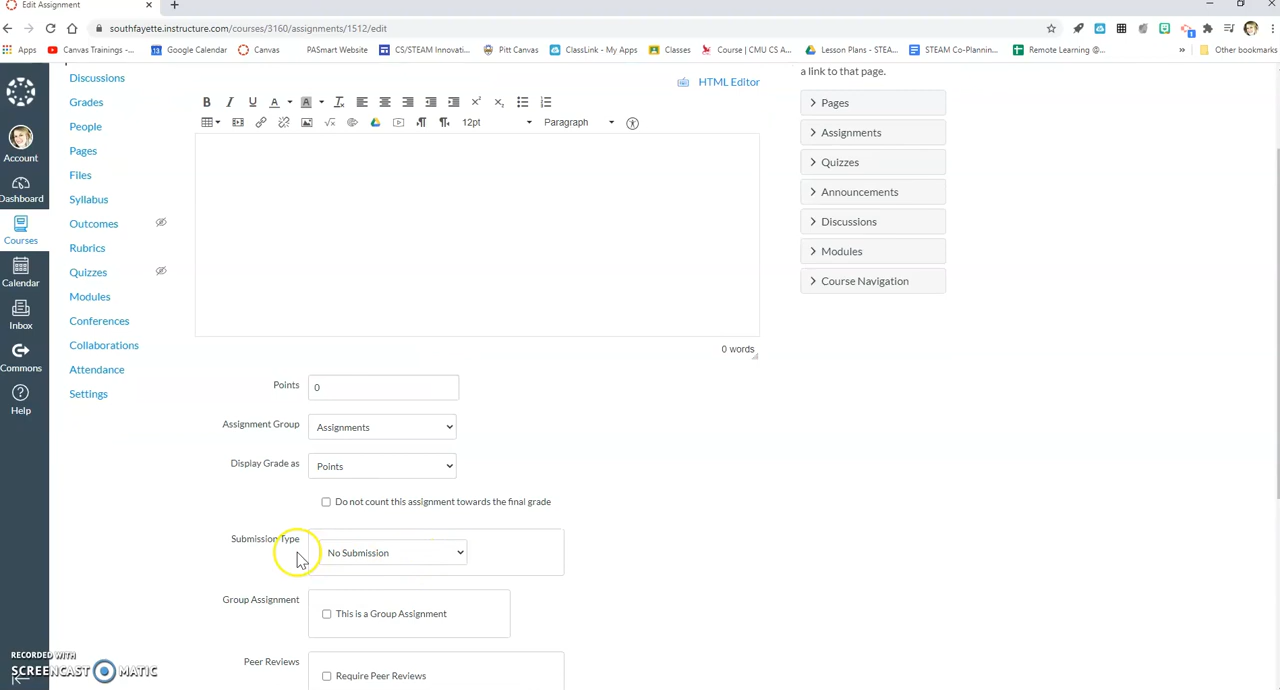 Edit Assignment
southfayette.instructure.com/courses/3160/assignments/1512/edit
Apps Canvas Trainings -... Google Calendar Canvas PASmart Website CS/STEAM Innovati... Pitt Canvas ClassLink - My Apps Classes Course | CMU CS A... Lesson Plans - STEA... STEAM Co-Plannin... Remote Learning @... » Other bookmarks
Account
Dashboard
Courses
Calendar
Inbox
Commons
Help
Discussions
Grades
People
Pages
Files
Syllabus
Outcomes
Rubrics
Quizzes
Modules
Conferences
Collaborations
Attendance
Settings
HTML Editor
12pt Paragraph
0 words
Points 0
Assignment Group Assignments
Display Grade as Points
Do not count this assignment towards the final grade
Submission Type No Submission
Group Assignment This is a Group Assignment
Peer Reviews Require Peer Reviews
a link to that page.
Pages
Assignments
Quizzes
Announcements
Discussions
Modules
Course Navigation
RECORDED WITH
SCREENCAST MATIC